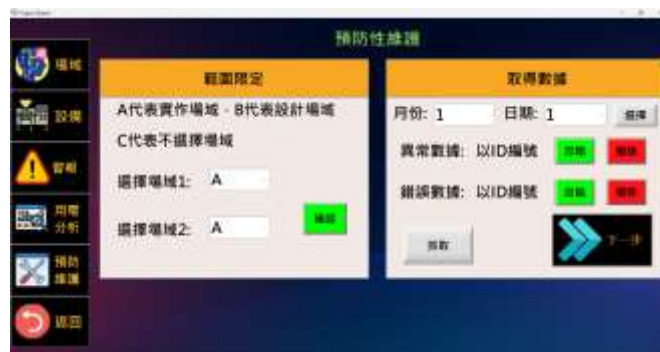 預防性維護
場域
設備
警報
用電
分析
預防
維護
返回
範圍限定
A代表實作場域，B代表設計場域
C代表不選擇場域
選擇場域1: A
選擇場域2: A
確認
取得數據
月份: 1 日期: 1 選擇
異常數據: 以ID編號
錯誤數據: 以ID編號
抓取
下一步